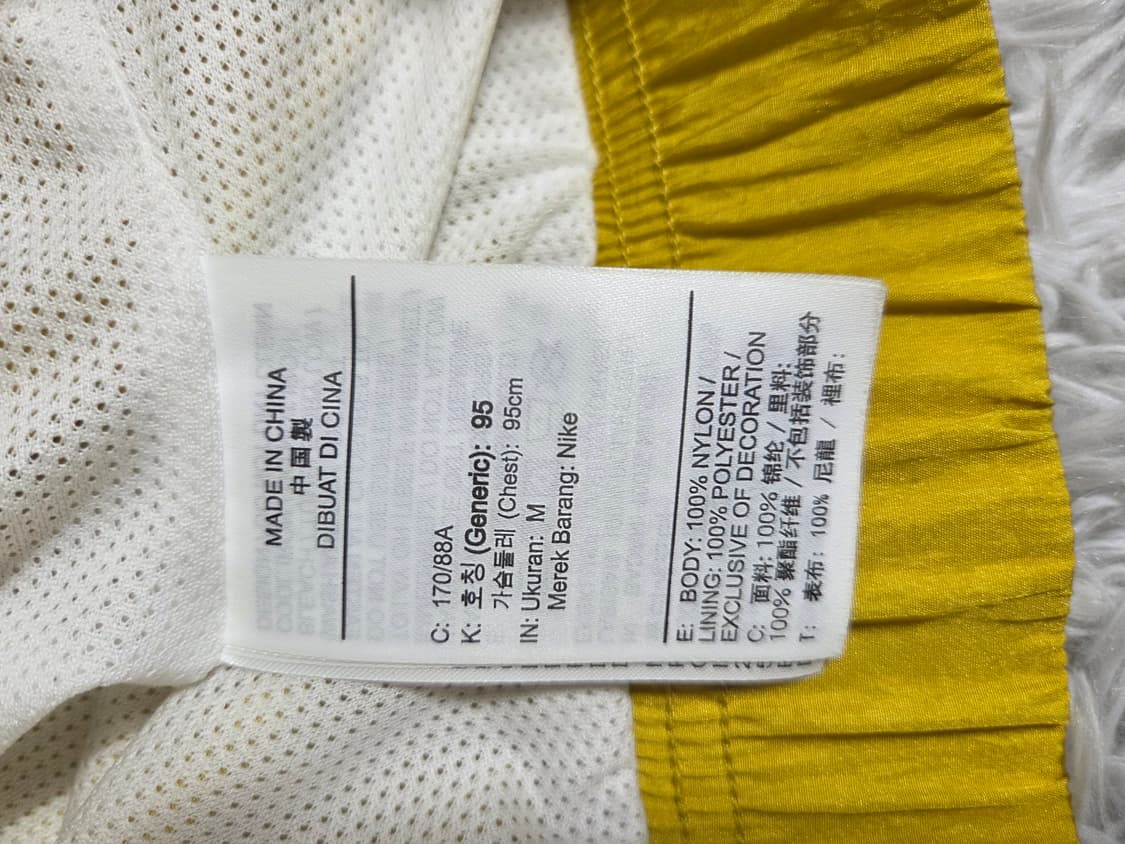 MADE IN CHINA
中国製
DIBUAT DI CINA
C: 170/88A
K: 호칭 (Generic): 95
가슴둘레 (Chest): 95cm
IN: Ukuran: M
Merek Barang: Nike
E: BODY: 100% NYLON /
LINING: 100% POLYESTER /
EXCLUSIVE OF DECORATION
C: 面料: 100% 锦纶 / 里料:
100% 聚酯纤维 / 不包括装饰部分
T: 表布: 100% 尼龍 / 裡布: